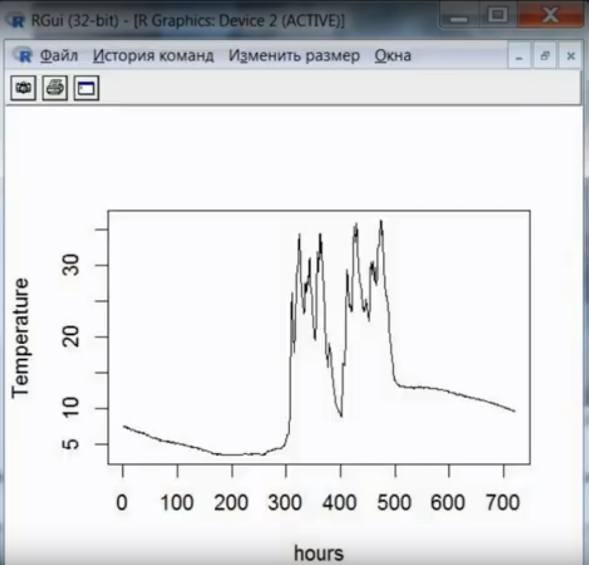 RGui (32-bit) - [R Graphics: Device 2 (ACTIVE)]
Файл История команд Изменить размер Окна
Temperature
30
20
10
5
0 100 200 300 400 500 600 700
hours